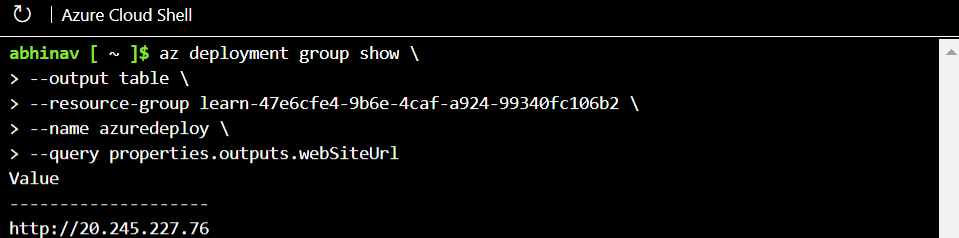 Azure Cloud Shell
abhinav [ ~ ]$ az deployment group show \
> --output table \
> --resource-group learn-47e6cfe4-9b6e-4caf-a924-99340fc106b2 \
> --name azuredeploy \
> --query properties.outputs.webSiteUrl
Value
--------------------
http://20.245.227.76